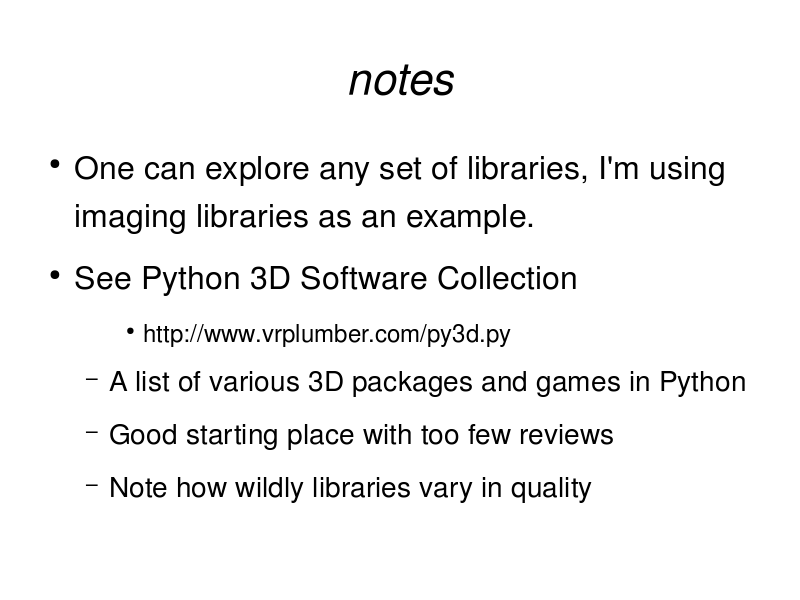 notes
• One can explore any set of libraries, I'm using
imaging libraries as an example.
• See Python 3D Software Collection
• http://www.vrplumber.com/py3d.py
– A list of various 3D packages and games in Python
– Good starting place with too few reviews
– Note how wildly libraries vary in quality